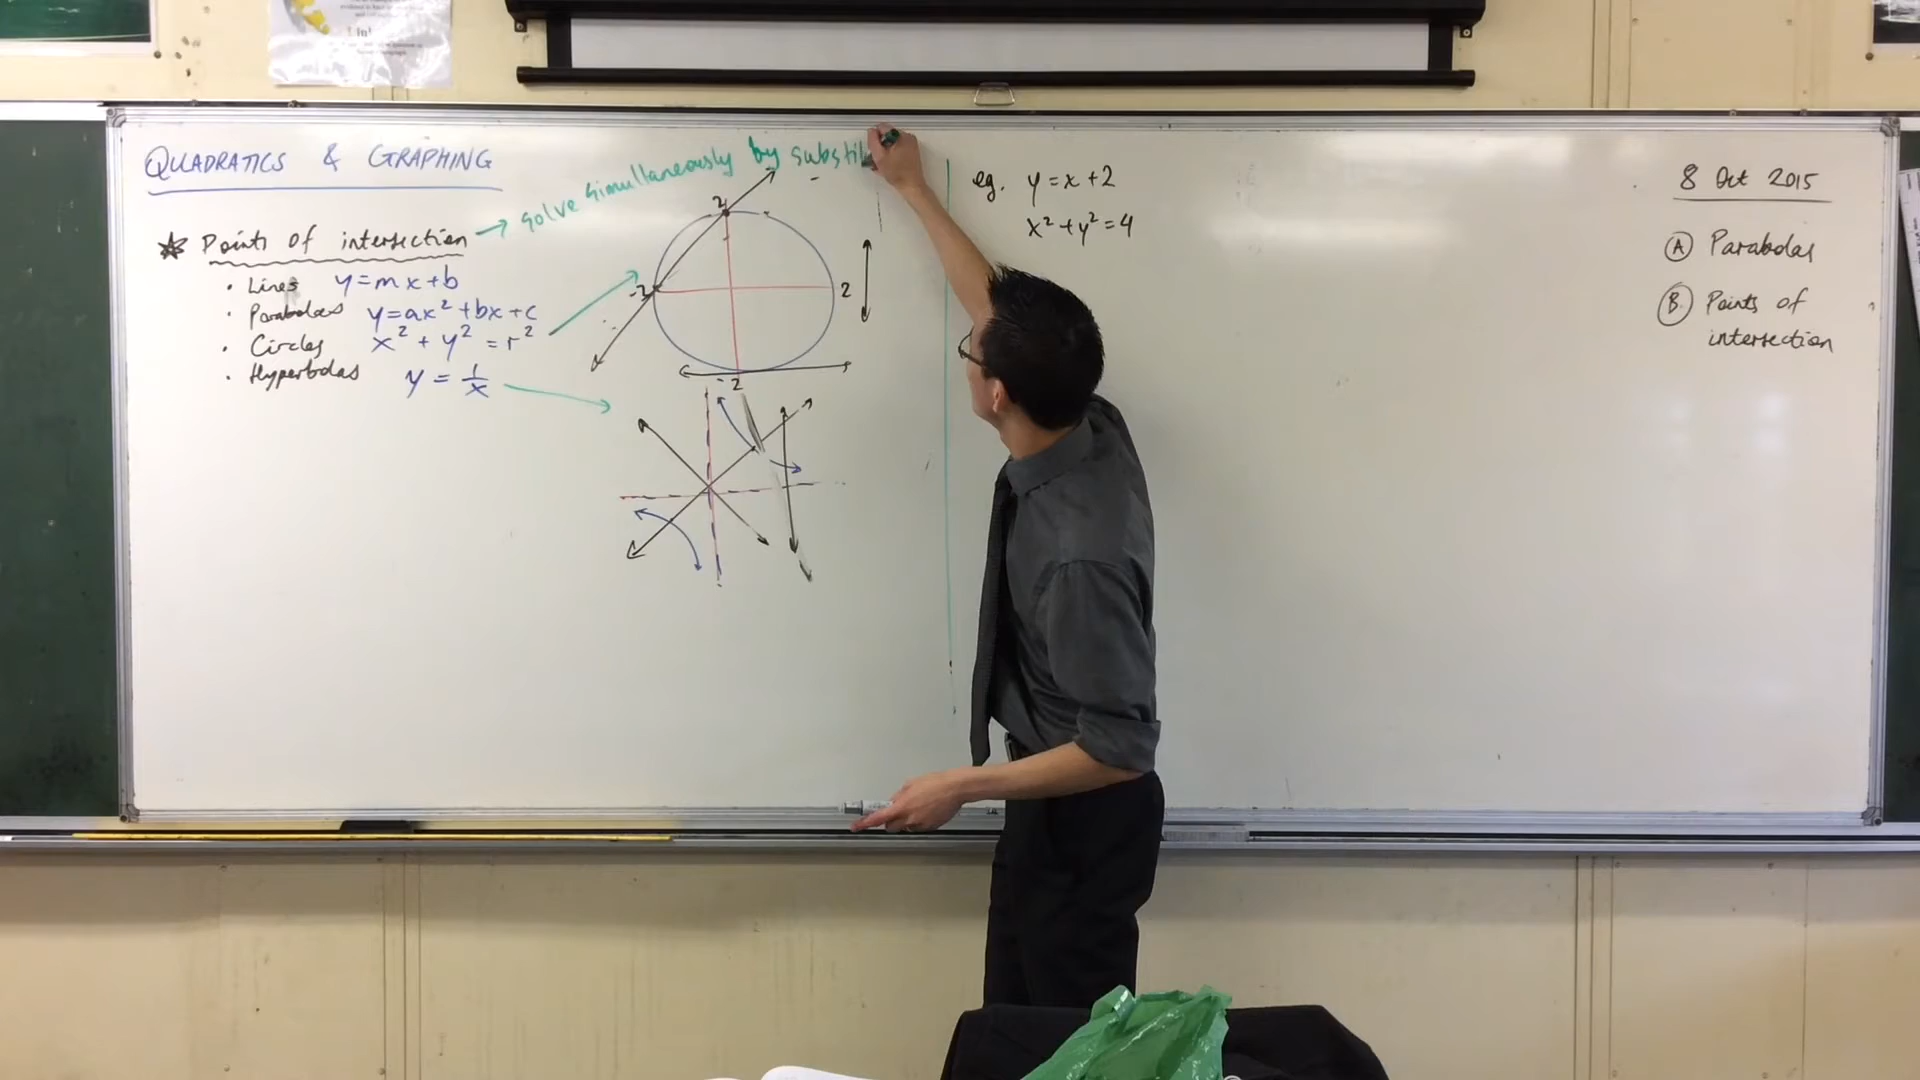 QUADRATICS & GRAPHING
Points of intersection → solve simultaneously by substit
• Lines y=mx+b
• Parabolas y=ax²+bx+c
• Circles x²+y²=r²
• Hyperbolas y=1/x
2
-2
2
-2
eg. y=x+2
x²+y²=4
8 Oct 2015
A Parabolas
B Points of
intersection